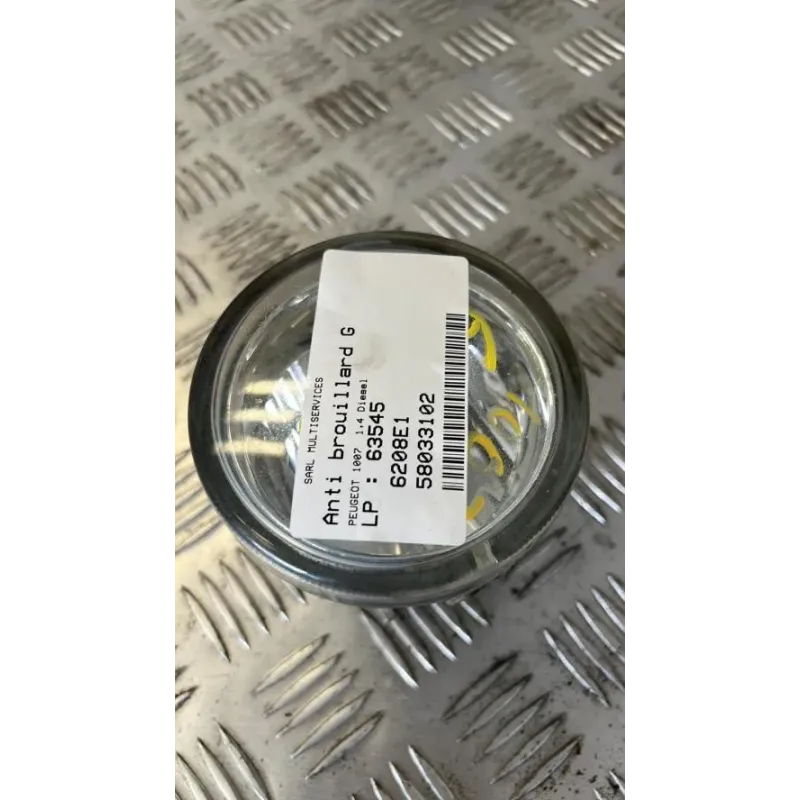 SARL MULTISERVICES
Anti brouillard G
PEUGEOT 1007 1.4 Diesel
LP : 63545
6208E1
58033102